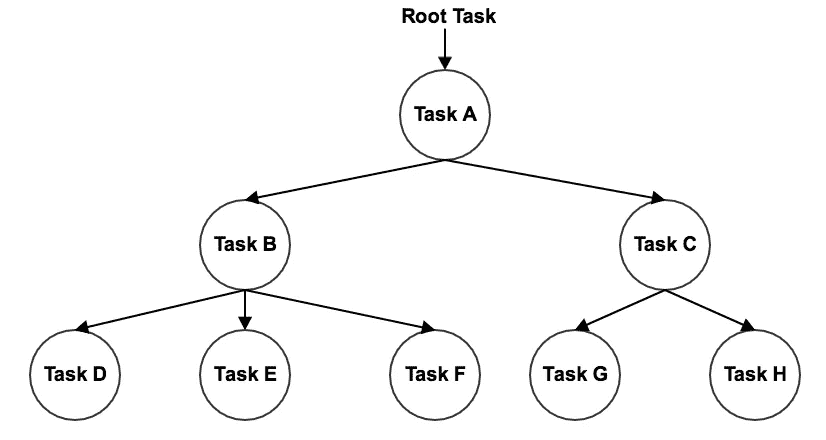 Root Task
Task A
Task B
Task C
Task D
Task E
Task F
Task G
Task H